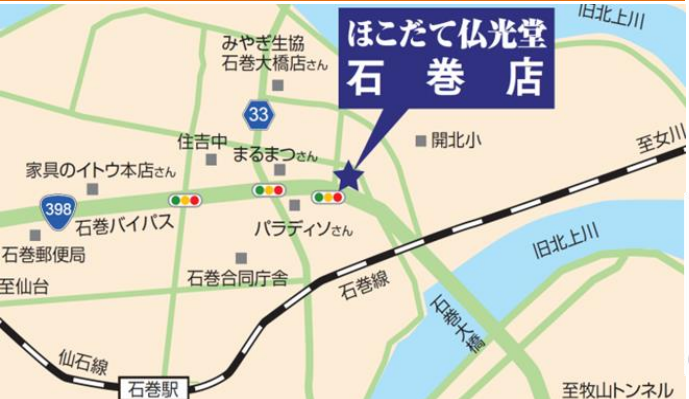 旧北上川
ほこだて仏光堂
石巻店
みやぎ生協
石巻大橋店さん
33
住吉中
まるまつさん
開北小
至女川
家具のイトウ本店さん
398
石巻バイパス
パラディソさん
石巻郵便局
旧北上川
至仙台
石巻合同庁舎
石巻線
石巻大橋
仙石線
石巻駅
至牧山トンネル